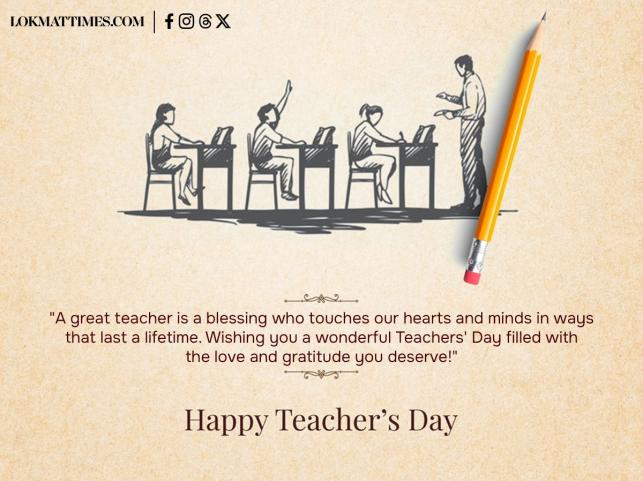 LOKMATTIMES.COM
"A great teacher is a blessing who touches our hearts and minds in ways
that last a lifetime. Wishing you a wonderful Teachers' Day filled with
the love and gratitude you deserve!"
Happy Teacher’s Day